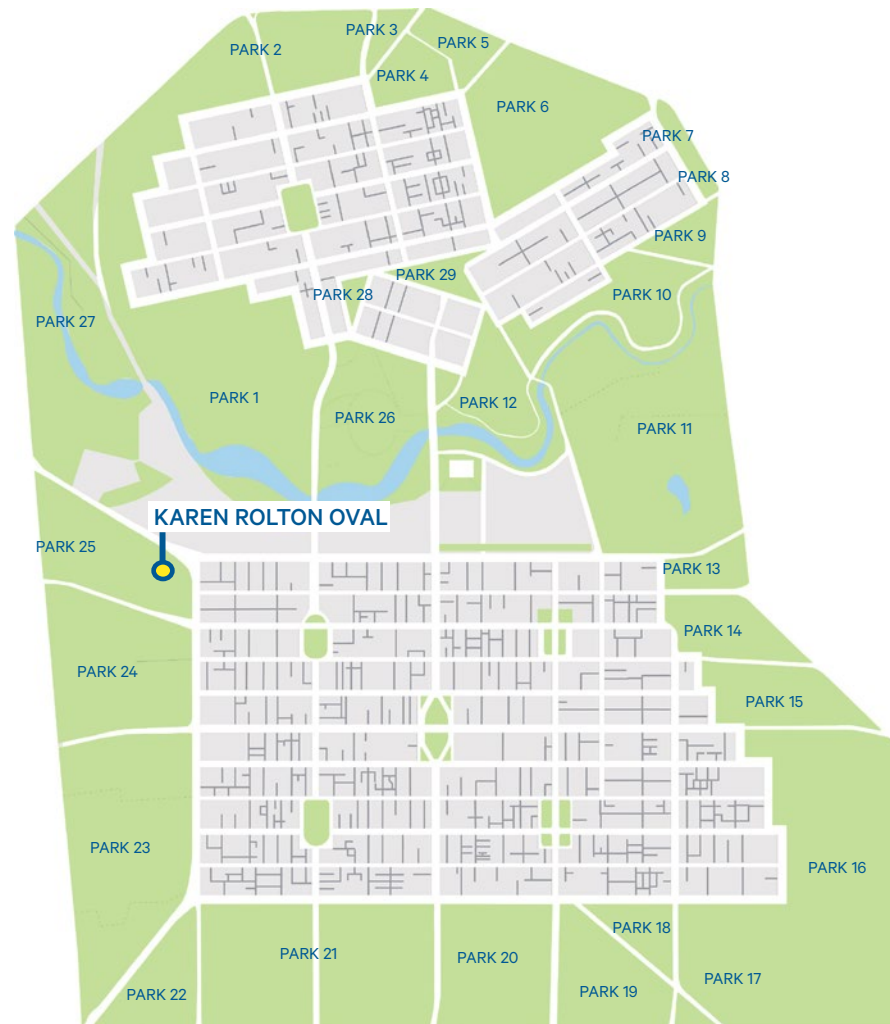 PARK 3
PARK 5
PARK 2
PARK 4
PARK 6
PARK 7
PARK 8
PARK 9
PARK 29
PARK 28
PARK 10
PARK 27
PARK 1
PARK 12
PARK 26
PARK 11
KAREN ROLTON OVAL
PARK 25
PARK 13
PARK 14
PARK 24
PARK 15
PARK 23
PARK 16
PARK 18
PARK 21
PARK 20
PARK 17
PARK 22
PARK 19